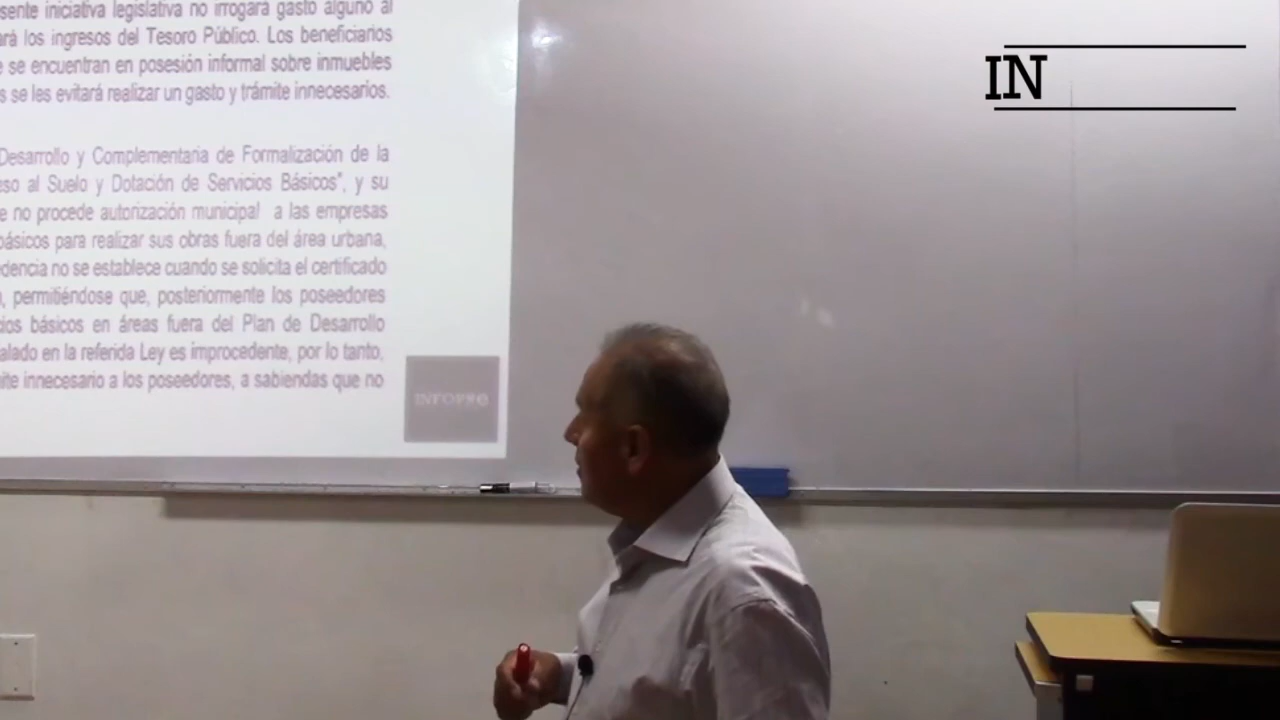 sente iniciativa legislativa no irrogará gasto alguno al
ará los ingresos del Tesoro Público. Los beneficiarios
e se encuentran en posesión informal sobre inmuebles
s se les evitará realizar un gasto y trámite innecesarios.
Desarrollo y Complementaria de Formalización de la
eso al Suelo y Dotación de Servicios Básicos", y su
e no procede autorización municipal a las empresas
básicos para realizar sus obras fuera del área urbana,
edencia no se establece cuando se solicita el certificado
, permitiéndose que, posteriormente los poseedores
cios básicos en áreas fuera del Plan de Desarrollo
alado en la referida Ley es improcedente, por lo tanto,
ite innecesario a los poseedores, a sabiendas que no
IN